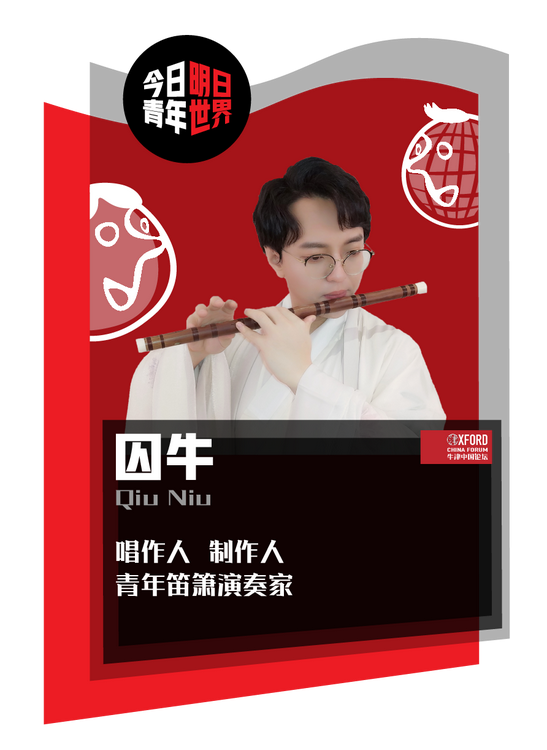 今日明日
青年世界
囚牛
Qiu Niu
OXFORD
CHINA FORUM
牛津中国论坛
唱作人 制作人
青年笛箫演奏家